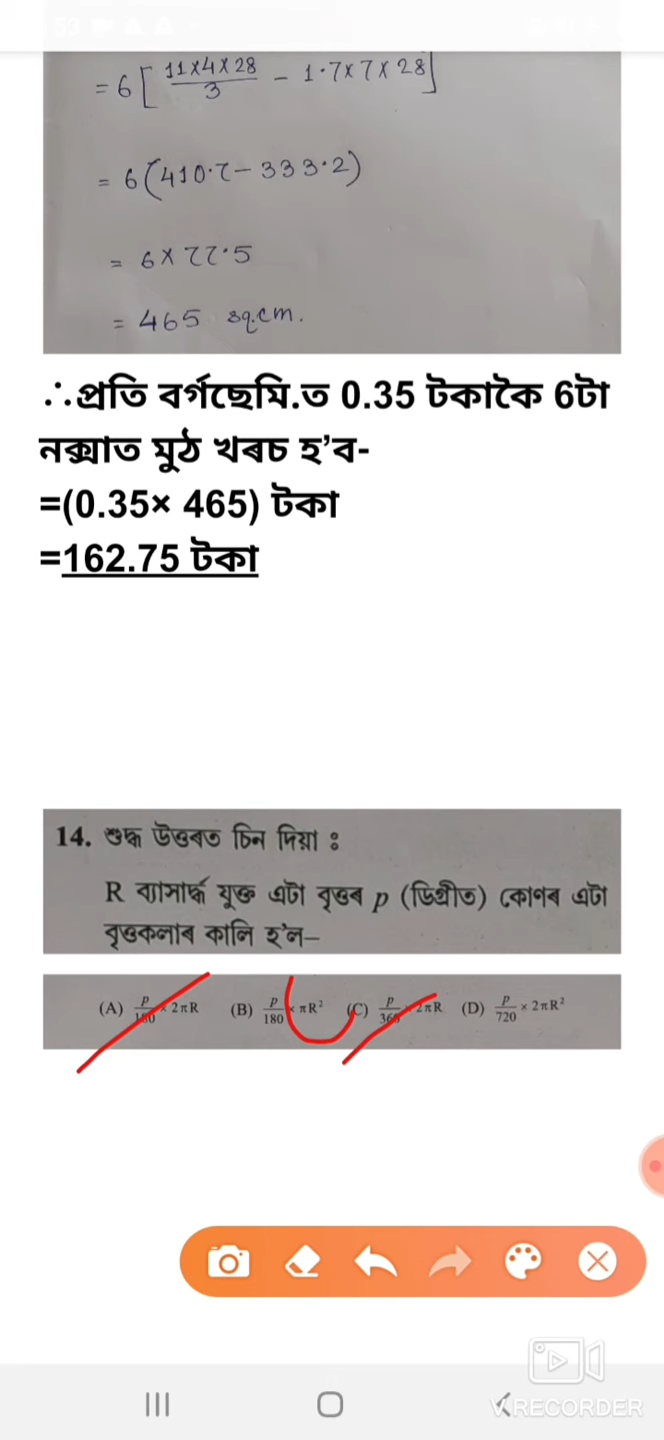 53
= 6 [ 11×4×28/3 - 1.7×7×28]
= 6(410.7-333.2)
= 6×77.5
= 465 sq.cm.
∴প্ৰতি বৰ্গছেমি.ত 0.35 টকাকৈ 6টা
নক্সাত মুঠ খৰচ হ’ব-
=(0.35× 465) টকা
=162.75 টকা
14. শুদ্ধ উত্তৰত চিন দিয়া ঃ
R ব্যাসাৰ্দ্ধ যুক্ত এটা বৃত্তৰ p (ডিগ্ৰীত) কোণৰ এটা
বৃত্তকলাৰ কালি হ’ল–
(A) p/180 × 2πR (B) p/180 × πR² (C) p/360 × 2πR (D) p/720 × 2πR²
V.RECORDER